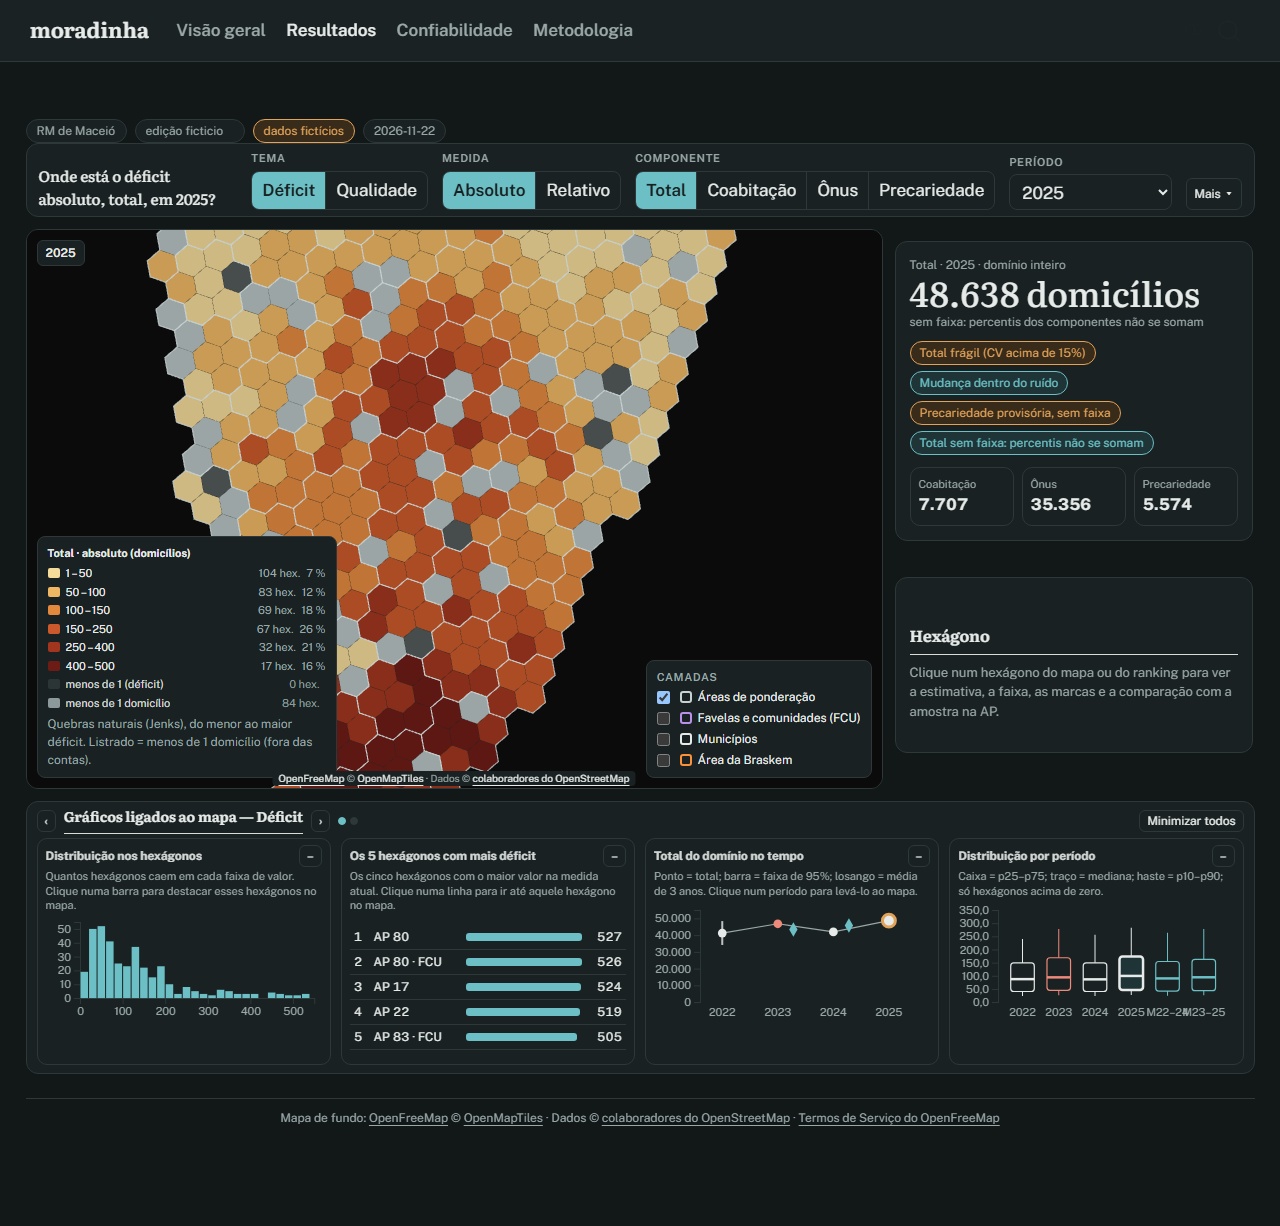 moradinha Visão geral Resultados Confiabilidade Metodologia
RM de Maceió edição ficticio dados fictícios 2026-11-22
Onde está o déficit
absoluto, total, em 2025?
TEMA
Déficit Qualidade
MEDIDA
Absoluto Relativo
COMPONENTE
Total Coabitação Ônus Precariedade
PERÍODO
2025
Mais
2025
Total · absoluto (domicílios)
1–50 104 hex. 7 %
50–100 83 hex. 12 %
100–150 69 hex. 18 %
150–250 67 hex. 26 %
250–400 32 hex. 21 %
400–500 17 hex. 16 %
menos de 1 (déficit) 0 hex.
menos de 1 domicílio 84 hex.
Quebras naturais (Jenks), do menor ao maior
déficit. Listrado = menos de 1 domicílio (fora das
contas).
CAMADAS
Áreas de ponderação
Favelas e comunidades (FCU)
Municípios
Área da Braskem
OpenFreeMap © OpenMapTiles · Dados © colaboradores do OpenStreetMap
Total · 2025 · domínio inteiro
48.638 domicílios
sem faixa: percentis dos componentes não se somam
Total frágil (CV acima de 15%)
Mudança dentro do ruído
Precariedade provisória, sem faixa
Total sem faixa: percentis não se somam
Coabitação
7.707
Ônus
35.356
Precariedade
5.574
Hexágono
Clique num hexágono do mapa ou do ranking para ver
a estimativa, a faixa, as marcas e a comparação com a
amostra na AP.
‹ Gráficos ligados ao mapa — Déficit › Minimizar todos
Distribuição nos hexágonos –
Quantos hexágonos caem em cada faixa de valor.
Clique numa barra para destacar esses hexágonos no
mapa.
50
40
30
20
10
0
0 100 200 300 400 500
Os 5 hexágonos com mais déficit –
Os cinco hexágonos com o maior valor na medida
atual. Clique numa linha para ir até aquele hexágono
no mapa.
1 AP 80 527
2 AP 80 · FCU 526
3 AP 17 524
4 AP 22 519
5 AP 83 · FCU 505
Total do domínio no tempo –
Ponto = total; barra = faixa de 95%; losango = média
de 3 anos. Clique num período para levá-lo ao mapa.
50.000
40.000
30.000
20.000
10.000
0
2022 2023 2024 2025
Distribuição por período –
Caixa = p25–p75; traço = mediana; haste = p10–p90;
só hexágonos acima de zero.
350,0
300,0
250,0
200,0
150,0
100,0
50,0
0,0
2022 2023 2024 2025 M22–24 M23–25
Mapa de fundo: OpenFreeMap © OpenMapTiles · Dados © colaboradores do OpenStreetMap · Termos de Serviço do OpenFreeMap